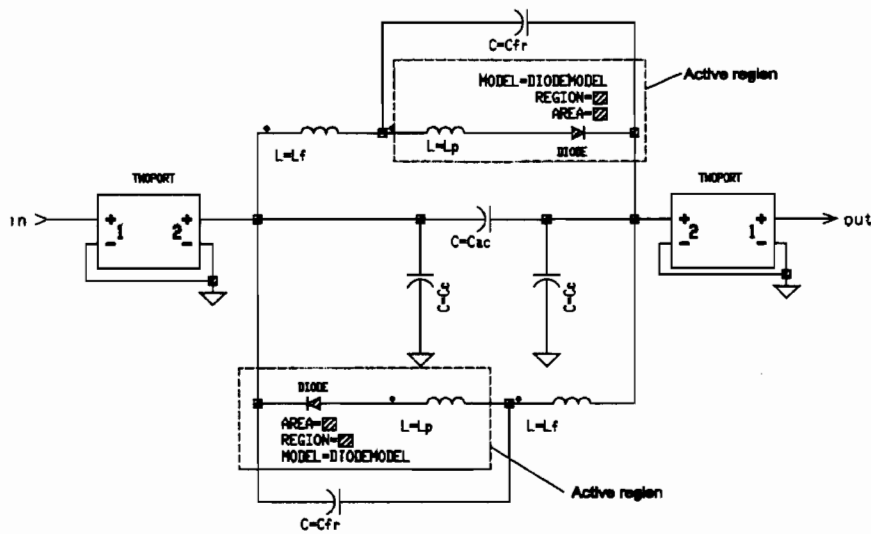 C=Cfr
Active region
MODEL=DIODEMODEL
REGION=
AREA=
L=Lf
L=Lp
DIODE
TWOPORT
TWOPORT
in
+ 2 +
1
- -
C=Cac
+ 1 +
2
- -
out
C=Cc
C=Cc
DIODE
AREA=
REGION=
MODEL=DIODEMODEL
L=Lp
L=Lf
Active region
C=Cfr